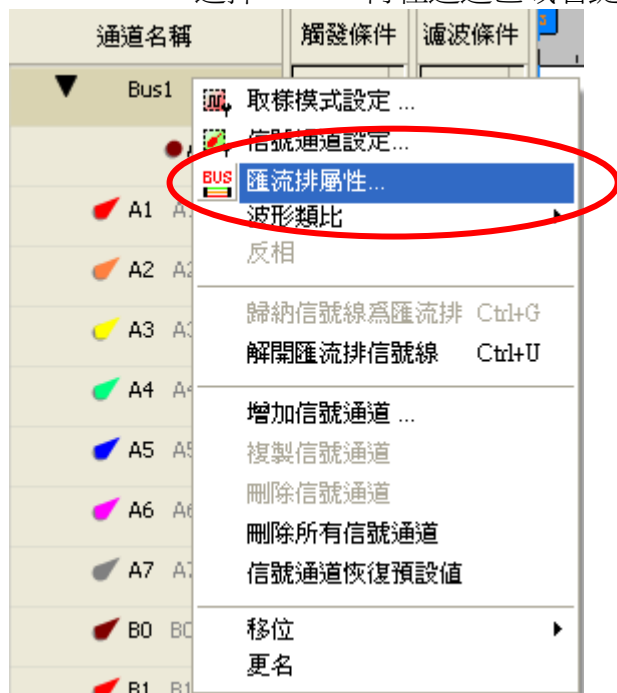 通道名稱 觸發條件 濾波條件
Bus1
取樣模式設定 ...
信號通道設定...
BUS 匯流排屬性...
A1 波形類比
A2 反相
歸納信號線爲匯流排 Ctrl+G
A3
解開匯流排信號線 Ctrl+U
A4
增加信號通道 ...
A5 A5 複製信號通道
A6 刪除信號通道
刪除所有信號通道
A7 信號通道恢復預設值
B0 移位
更名
B1 B1